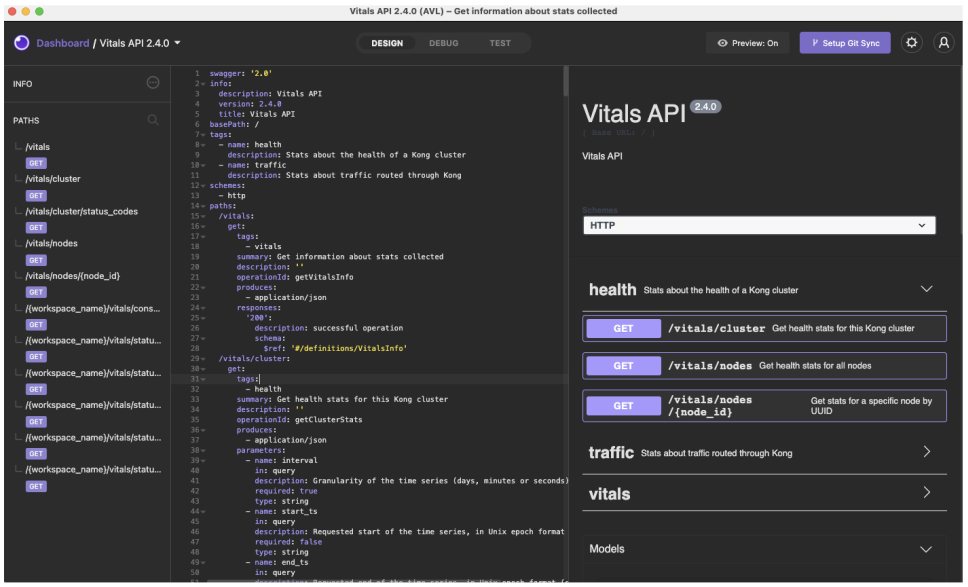 Vitals API 2.4.0 (AVL) – Get information about stats collected
Dashboard / Vitals API 2.4.0
DESIGN
DEBUG
TEST
Preview: On
Setup Git Sync
INFO
PATHS
/vitals
GET
/vitals/cluster
GET
/vitals/cluster/status_codes
GET
/vitals/nodes
GET
/vitals/nodes/{node_id}
GET
/{workspace_name}/vitals/cons...
GET
/{workspace_name}/vitals/statu...
GET
/{workspace_name}/vitals/statu...
GET
/{workspace_name}/vitals/statu...
GET
/{workspace_name}/vitals/statu...
GET
/{workspace_name}/vitals/statu...
GET
1 swagger: '2.0'
2 info:
3 description: Vitals API
4 version: 2.4.0
5 title: Vitals API
6 basePath: /
7 tags:
8 - name: health
9 description: Stats about the health of a Kong cluster
10 - name: traffic
11 description: Stats about traffic routed through Kong
12 schemes:
13 - http
14 paths:
15 /vitals:
16 get:
17 tags:
18 - vitals
19 summary: Get information about stats collected
20 description: ''
21 operationId: getVitalsInfo
22 produces:
23 - application/json
24 responses:
25 '200':
26 description: successful operation
27 schema:
28 $ref: '#/definitions/VitalsInfo'
29 /vitals/cluster:
30 get:
31 tags:
32 - health
33 summary: Get health stats for this Kong cluster
34 description: ''
35 operationId: getClusterStats
36 produces:
37 - application/json
38 parameters:
39 - name: interval
40 in: query
41 description: Granularity of the time series (days, minutes or seconds)
42 required: true
43 type: string
44 - name: start_ts
45 in: query
46 description: Requested start of the time series, in Unix epoch format
47 required: false
48 type: string
49 - name: end_ts
50 in: query
51 description: Requested end of the time series, in Unix epoch format
Vitals API 2.4.0
[ Base URL: / ]
Vitals API
Schemes
HTTP
health Stats about the health of a Kong cluster
GET /vitals/cluster Get health stats for this Kong cluster
GET /vitals/nodes Get health stats for all nodes
GET /vitals/nodes Get stats for a specific node by
/{node_id} UUID
traffic Stats about traffic routed through Kong
vitals
Models